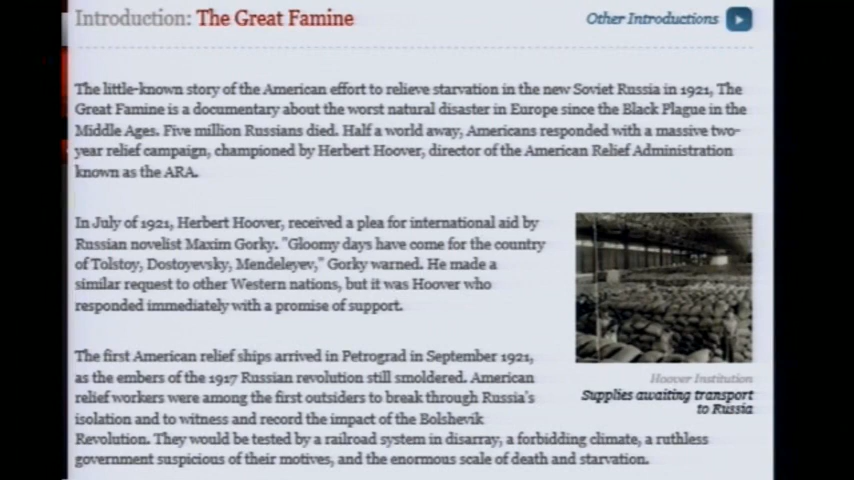 Introduction: The Great Famine
Other Introductions
The little-known story of the American effort to relieve starvation in the new Soviet Russia in 1921, The
Great Famine is a documentary about the worst natural disaster in Europe since the Black Plague in the
Middle Ages. Five million Russians died. Half a world away, Americans responded with a massive two-
year relief campaign, championed by Herbert Hoover, director of the American Relief Administration
known as the ARA.
In July of 1921, Herbert Hoover, received a plea for international aid by
Russian novelist Maxim Gorky. "Gloomy days have come for the country
of Tolstoy, Dostoyevsky, Mendeleyev," Gorky warned. He made a
similar request to other Western nations, but it was Hoover who
responded immediately with a promise of support.
Hoover Institution
Supplies awaiting transport
to Russia
The first American relief ships arrived in Petrograd in September 1921,
as the embers of the 1917 Russian revolution still smoldered. American
relief workers were among the first outsiders to break through Russia's
isolation and to witness and record the impact of the Bolshevik
Revolution. They would be tested by a railroad system in disarray, a forbidding climate, a ruthless
government suspicious of their motives, and the enormous scale of death and starvation.